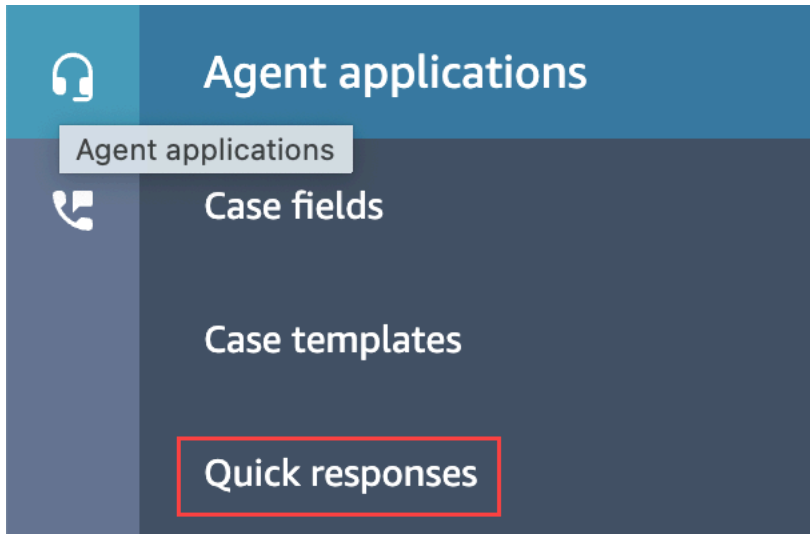 Agent applications
Agent applications
Case fields
Case templates
Quick responses